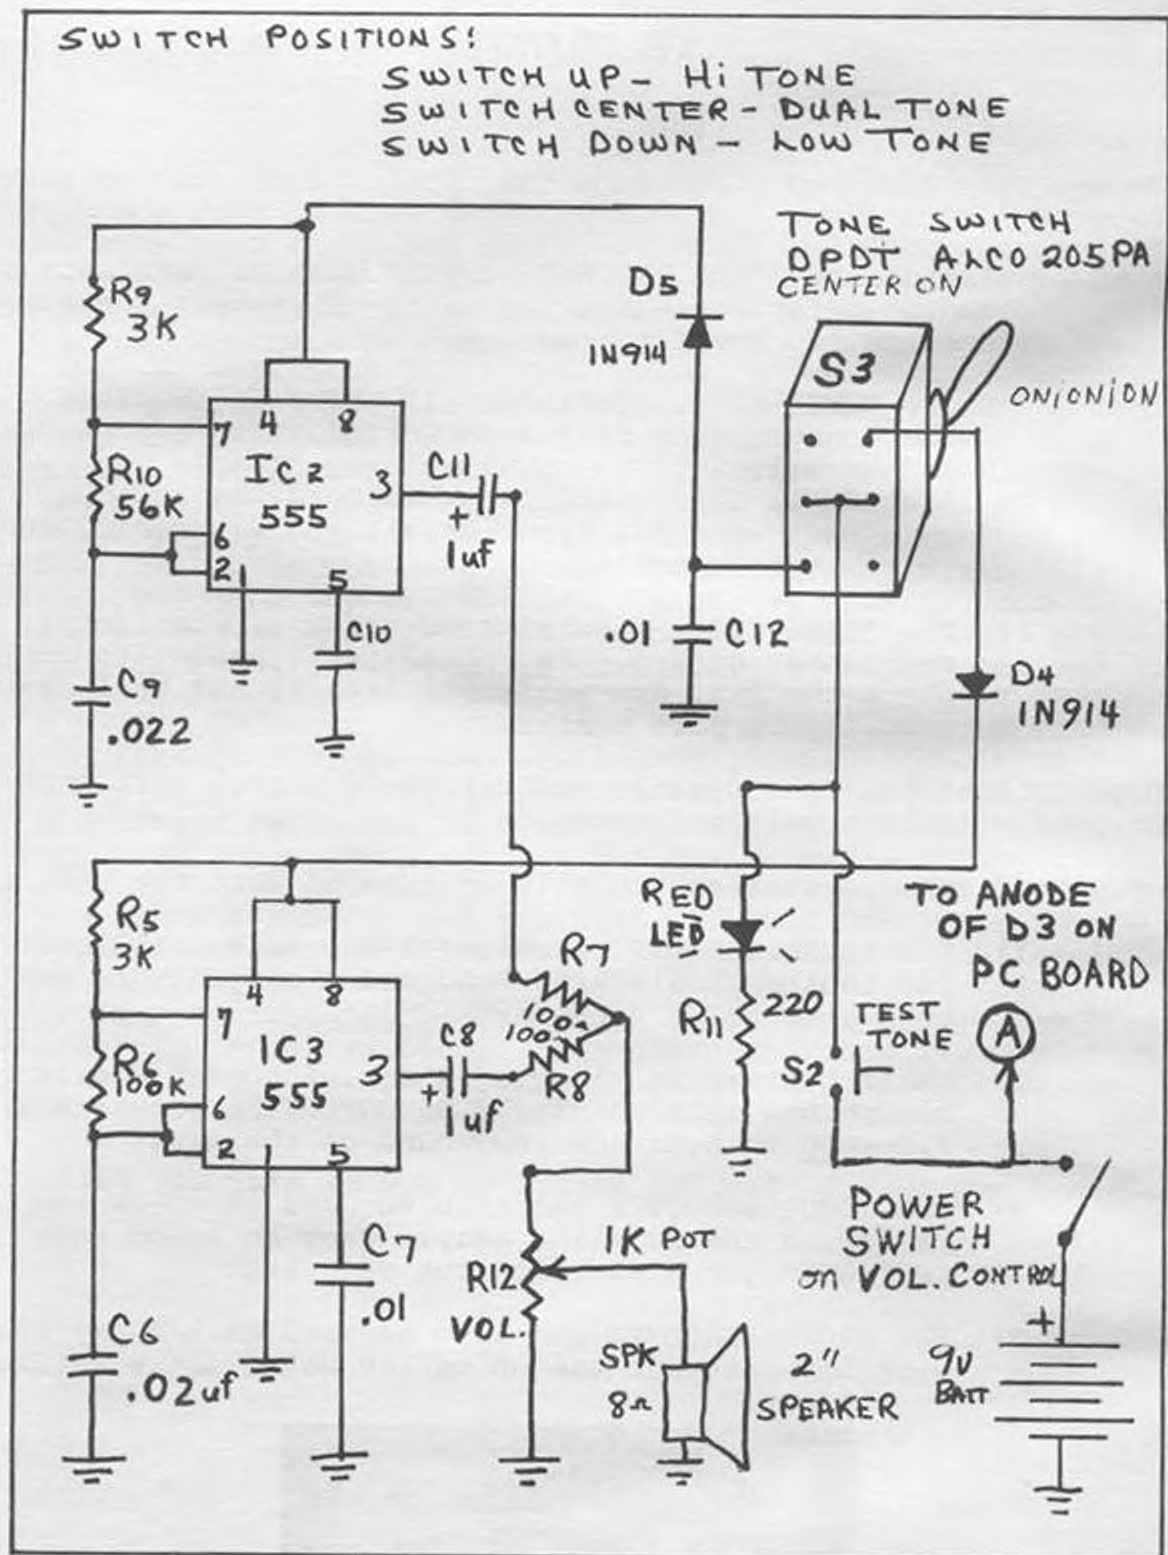 SWITCH POSITIONS:
SWITCH UP - Hi TONE
SWITCH CENTER - DUAL TONE
SWITCH DOWN - LOW TONE
TONE SWITCH
DPDT ALCO 205PA
CENTER ON
D5
1N914
S3
ONiONiON
R9
3K
4 8
7
IC2
555
3
R10
56K
6
2
1
5
C11
+
1uf
C10
C9
.022
.01
C12
D4
1N914
R5
3K
4 8
7
IC3
555
3
R6
100K
6
2
1
5
C8
+
1uf
R7
100Ω
100Ω
R8
RED
LED
R11
220
TO ANODE
OF D3 ON
PC BOARD
TEST
TONE
A
S2
POWER
SWITCH
on VOL. CONTROL
C7
.01
R12
VOL.
1K POT
C6
.02uf
SPK
8Ω
2"
SPEAKER
+
9V
BATT